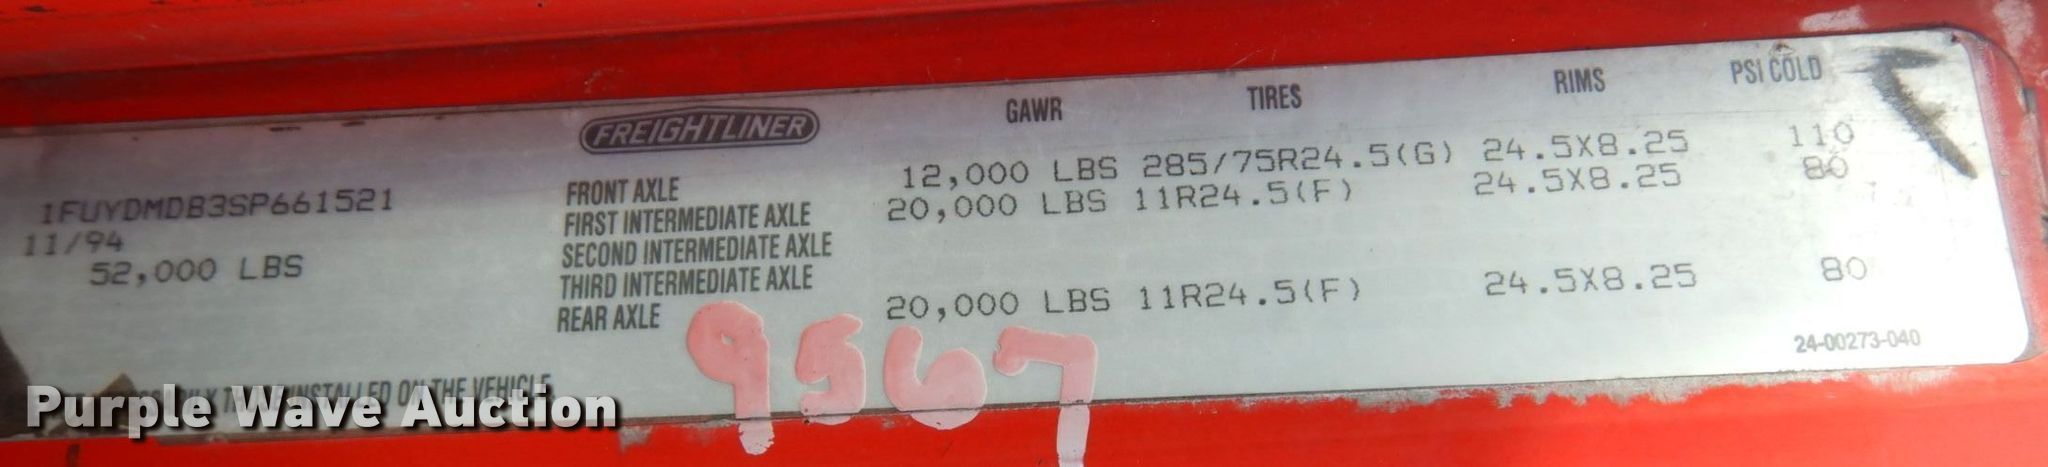 FREIGHTLINER GAWR TIRES RIMS PSI COLD
1FUYDMDB3SP661521 FRONT AXLE 12,000 LBS 285/75R24.5(G) 24.5X8.25 110
11/94 FIRST INTERMEDIATE AXLE 20,000 LBS 11R24.5(F) 24.5X8.25 80
52,000 LBS SECOND INTERMEDIATE AXLE
THIRD INTERMEDIATE AXLE
REAR AXLE 20,000 LBS 11R24.5(F) 24.5X8.25 80
24-00273-040
9567
INSTALLED ON THE VEHICLE
Purple Wave Auction